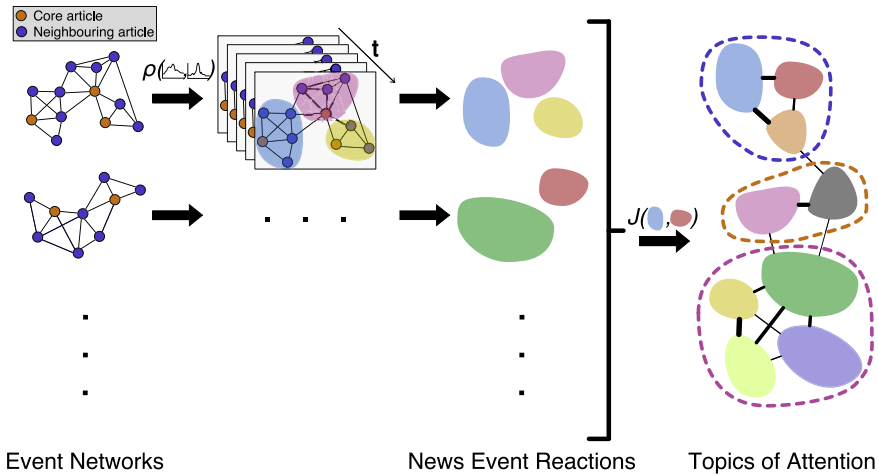 Core article
Neighbouring article
ρ( , )
t
J( , )
Event Networks
News Event Reactions
Topics of Attention